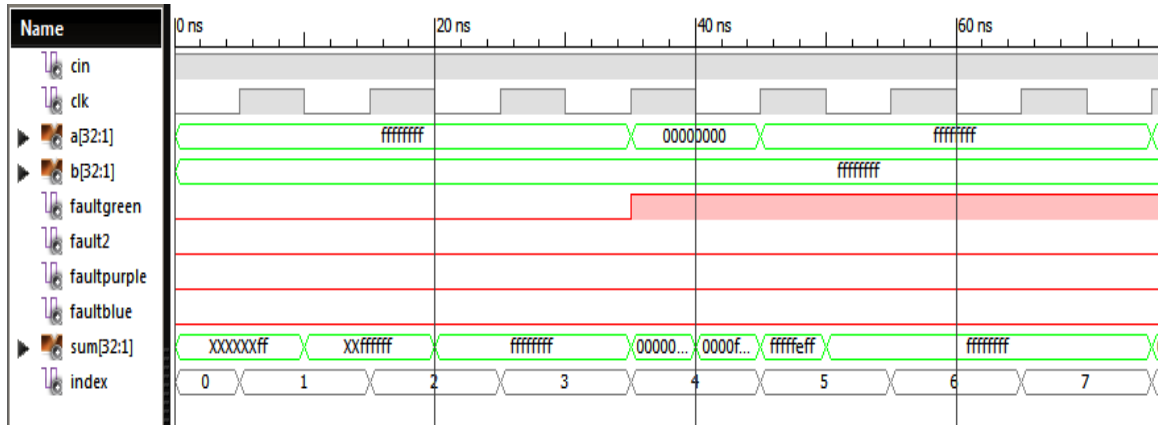 Name 0 ns 20 ns 40 ns 60 ns
cin
clk
a[32:1] ffffffff 00000000 ffffffff
b[32:1] ffffffff
faultgreen
fault2
faultpurple
faultblue
sum[32:1] XXXXXXff XXffffff ffffffff 00000... 0000f... fffffeff ffffffff
index 0 1 2 3 4 5 6 7